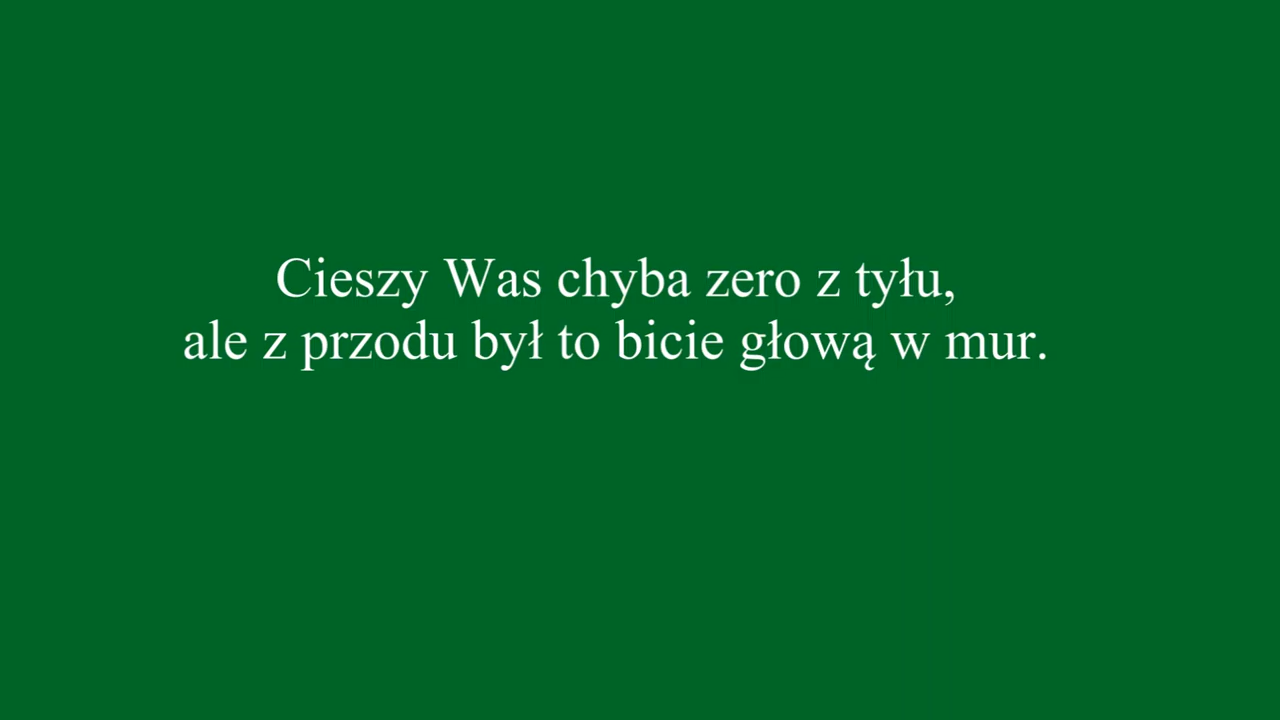 Cieszy Was chyba zero z tyłu,
ale z przodu był to bicie głową w mur.